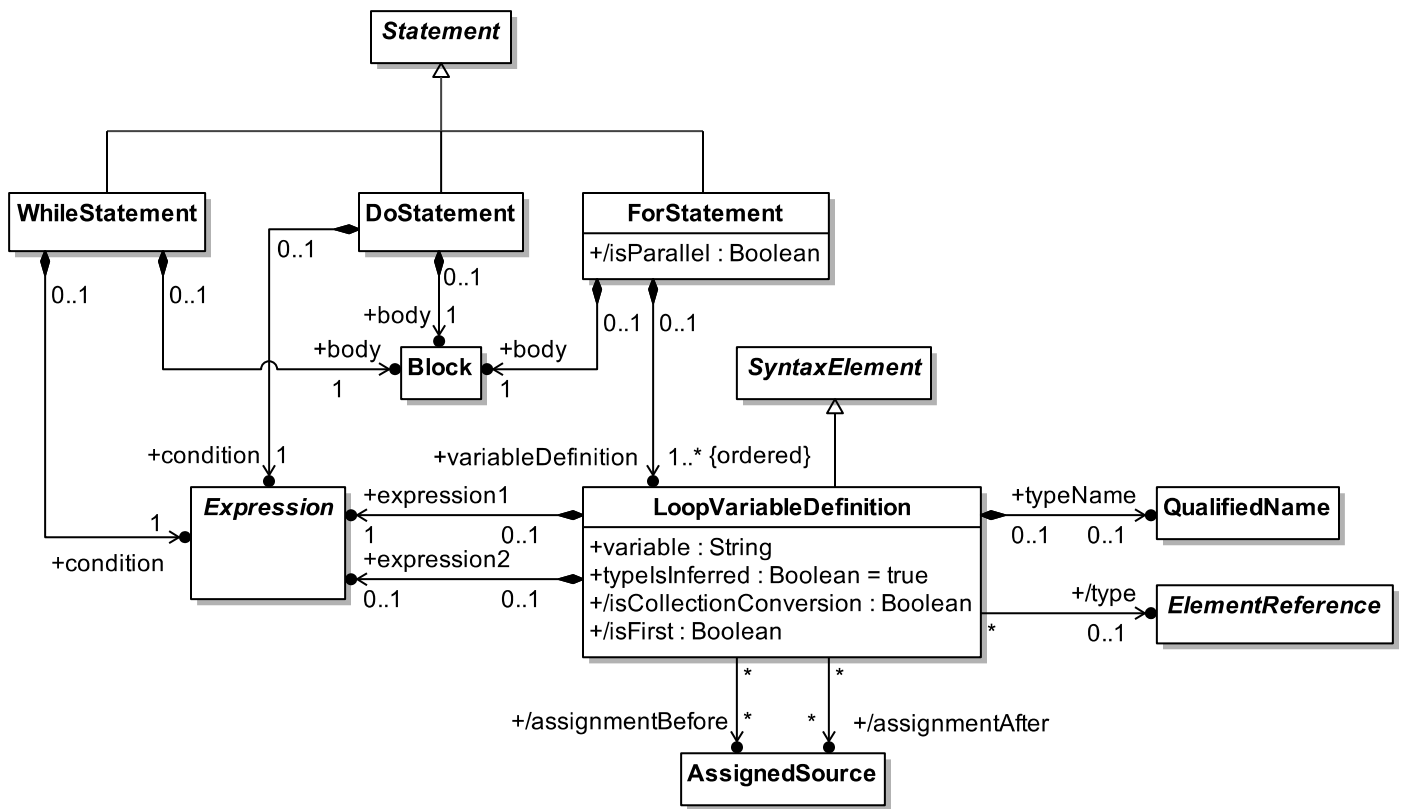 Statement
WhileStatement
DoStatement
ForStatement
+/isParallel : Boolean
0..1
0..1
0..1
0..1
0..1
0..1
+body
1
+body
1
+body
1
Block
SyntaxElement
+condition
1
+variableDefinition
1..* {ordered}
Expression
1
+condition
+expression1
1
0..1
+expression2
0..1
0..1
LoopVariableDefinition
+variable : String
+typeIsInferred : Boolean = true
+/isCollectionConversion : Boolean
+/isFirst : Boolean
+typeName
0..1
0..1
QualifiedName
+/type
*
0..1
ElementReference
*
*
+/assignmentBefore
*
*
+/assignmentAfter
AssignedSource